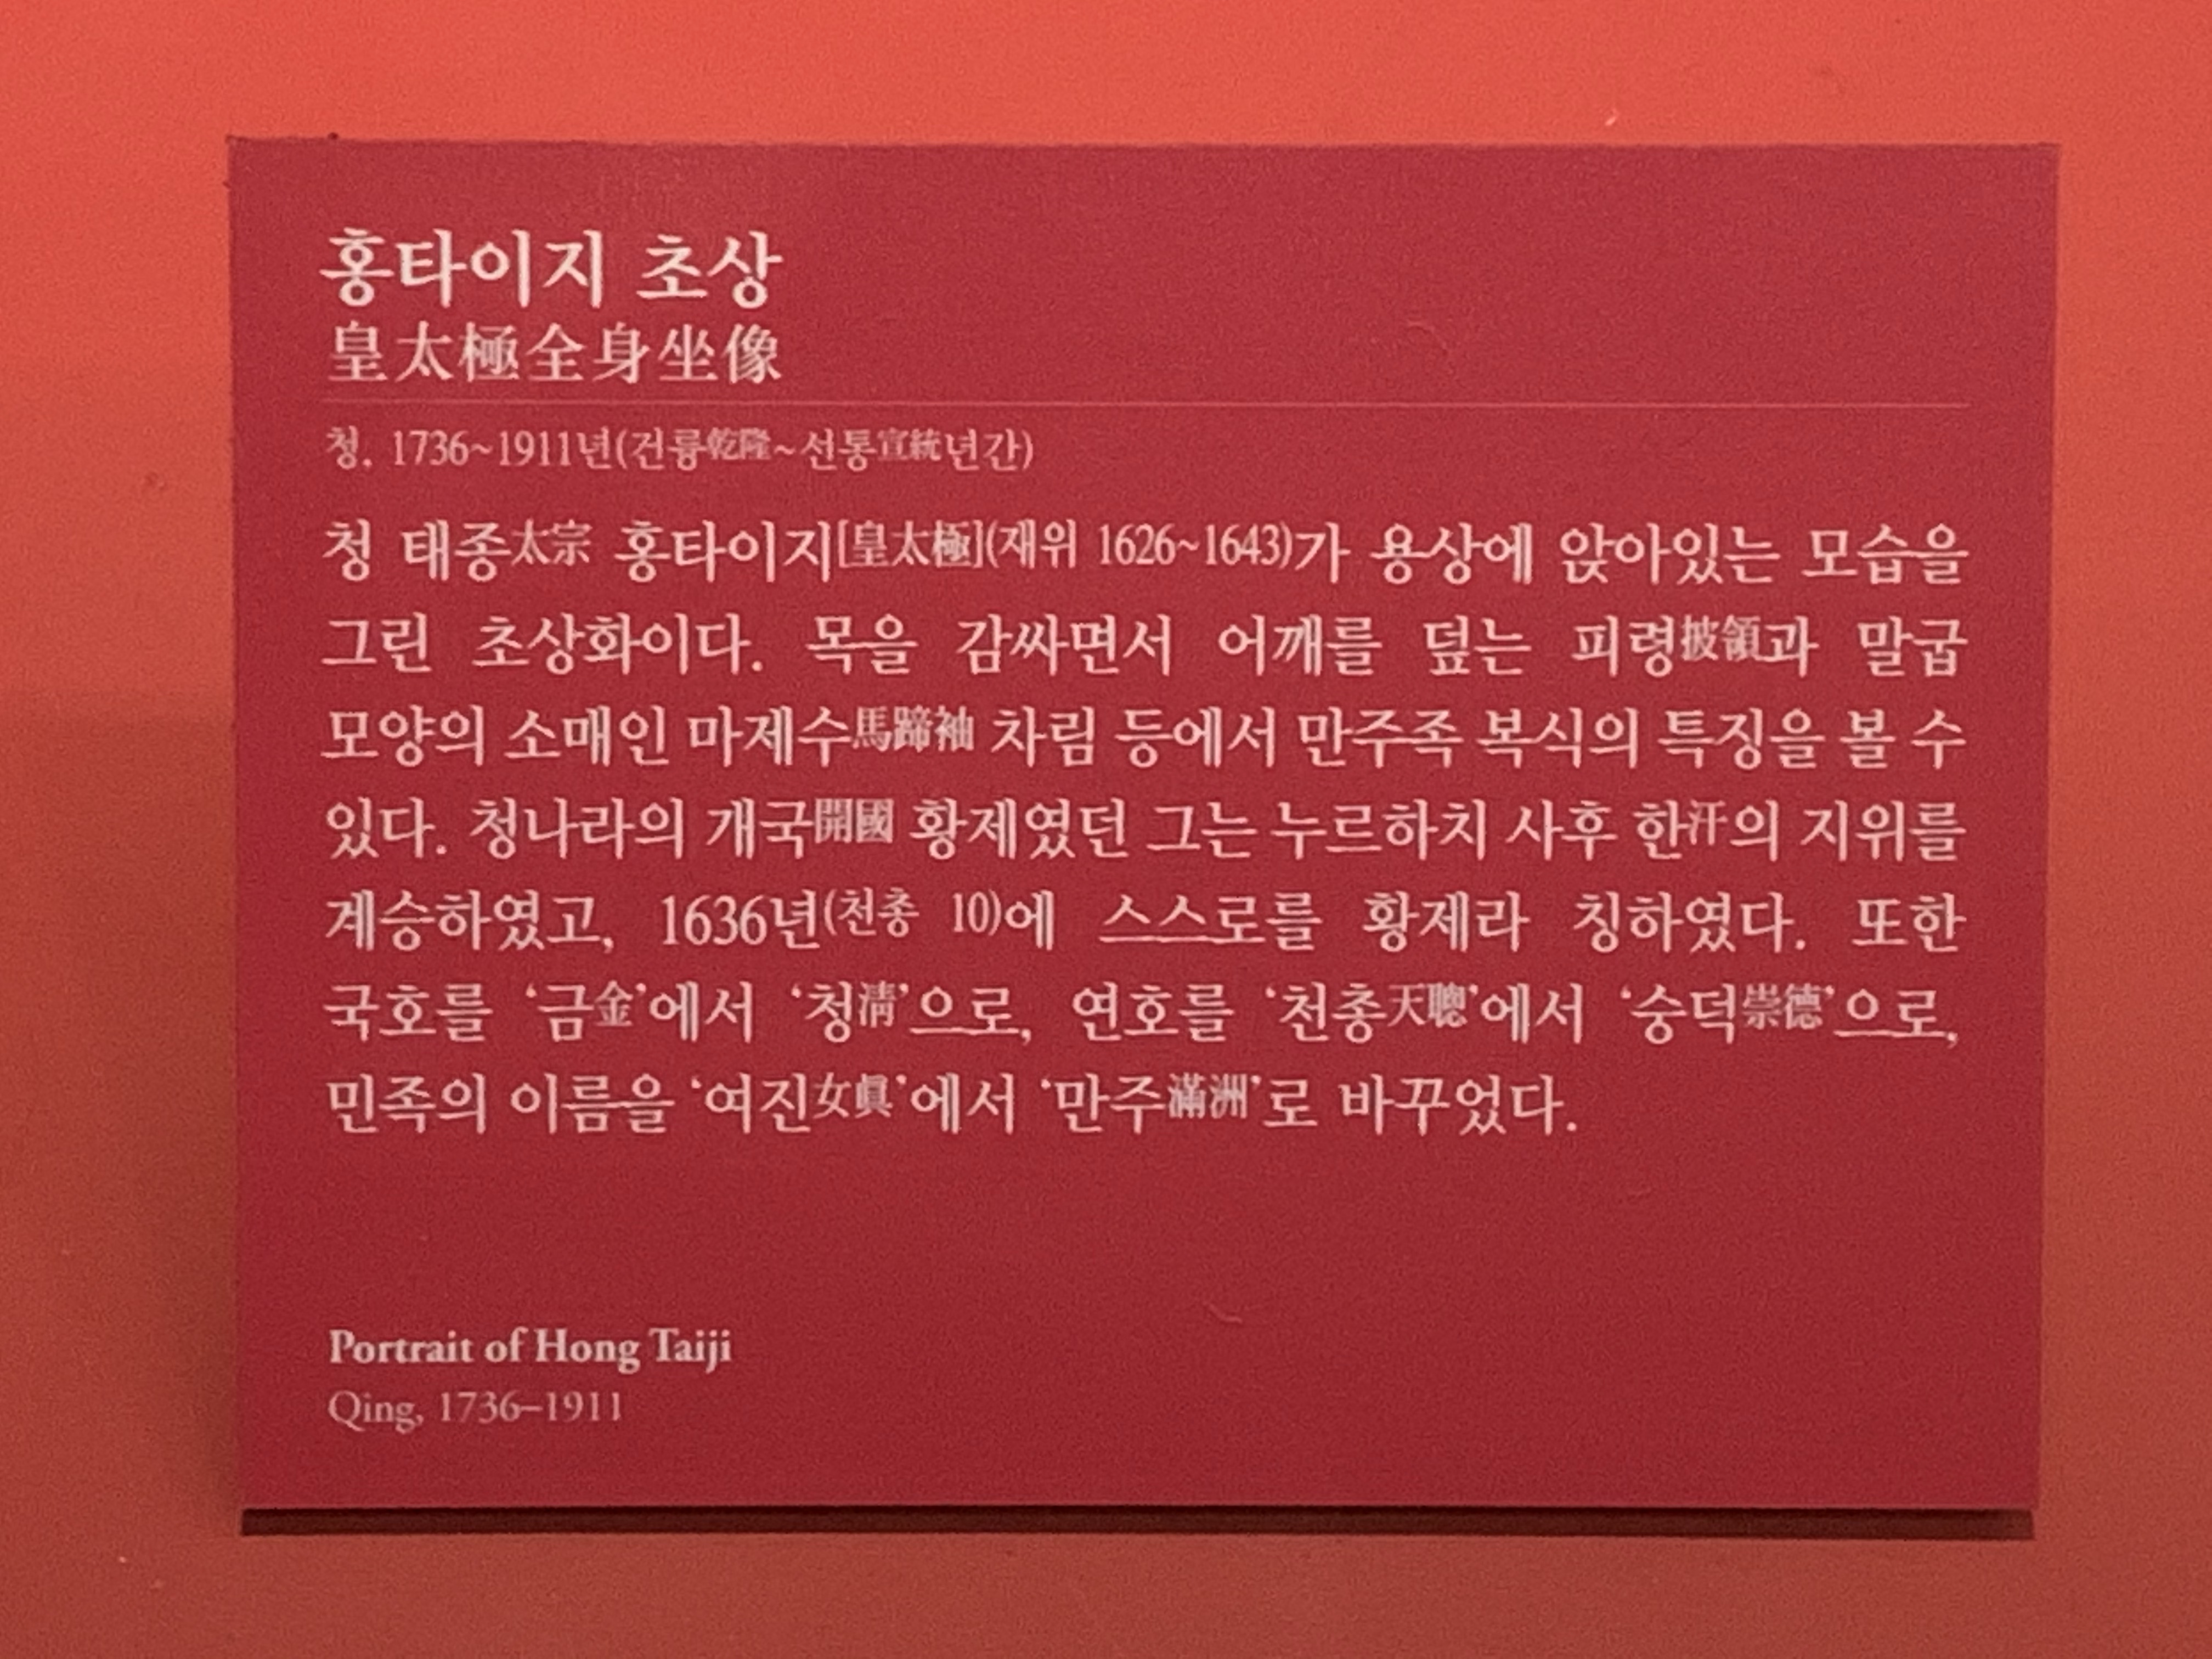 홍타이지 초상
皇太極全身坐像
청, 1736~1911년(건륭乾隆~선통宣統년간)
청 태종太宗 홍타이지[皇太極](재위 1626~1643)가 용상에 앉아있는 모습을
그린 초상화이다. 목을 감싸면서 어깨를 덮는 피령披領과 말굽
모양의 소매인 마제수馬蹄袖 차림 등에서 만주족 복식의 특징을 볼 수
있다. 청나라의 개국開國 황제였던 그는 누르하치 사후 한汗의 지위를
계승하였고, 1636년(천총 10)에 스스로를 황제라 칭하였다. 또한
국호를 ‘금金’에서 ‘청淸’으로, 연호를 ‘천총天聰’에서 ‘숭덕崇德’으로,
민족의 이름을 ‘여진女眞’에서 ‘만주滿洲’로 바꾸었다.
Portrait of Hong Taiji
Qing, 1736–1911